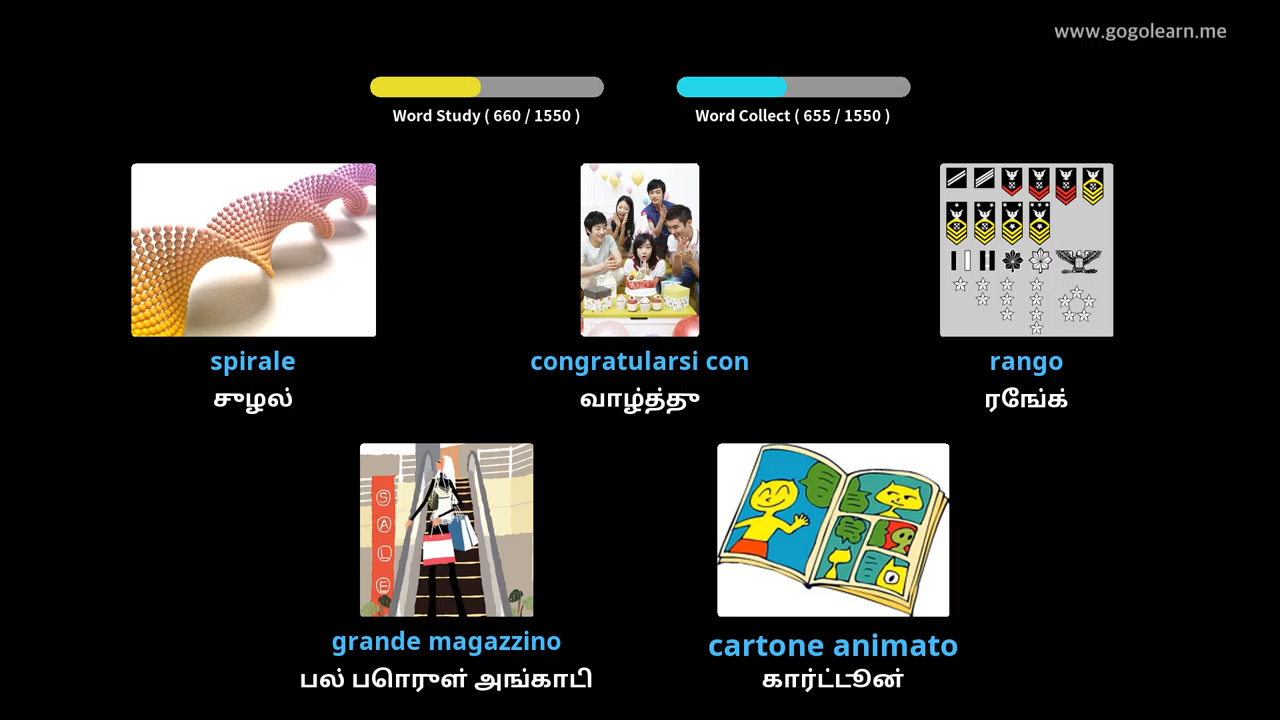 www.gogolearn.me
Word Study ( 660 / 1550 )
Word Collect ( 655 / 1550 )
spirale
சுழல்
congratularsi con
வாழ்த்து
rango
ரேங்க்
SALE
grande magazzino
பல் பொருள் அங்காடி
cartone animato
கார்ட்டூன்